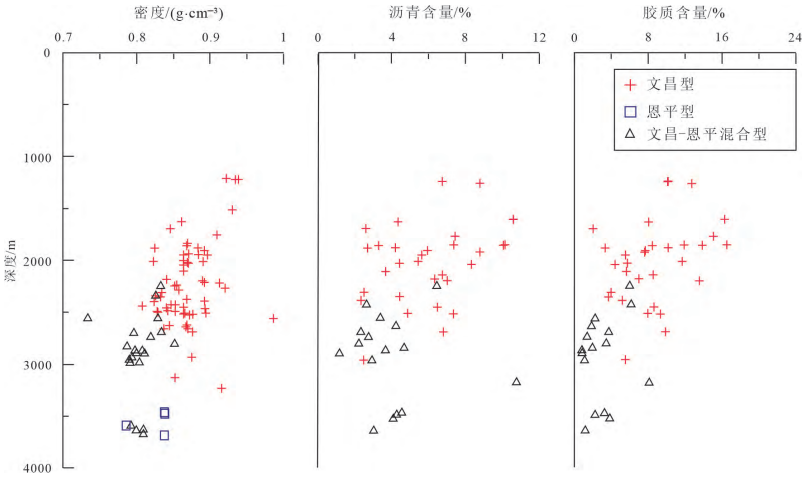 密度/(g·cm⁻³)
沥青含量/%
胶质含量/%
0.7 0.8 0.9 1
0 4 8 12
0 8 16 24
0
1000
2000
3000
4000
深度/m
文昌型
恩平型
文昌-恩平混合型